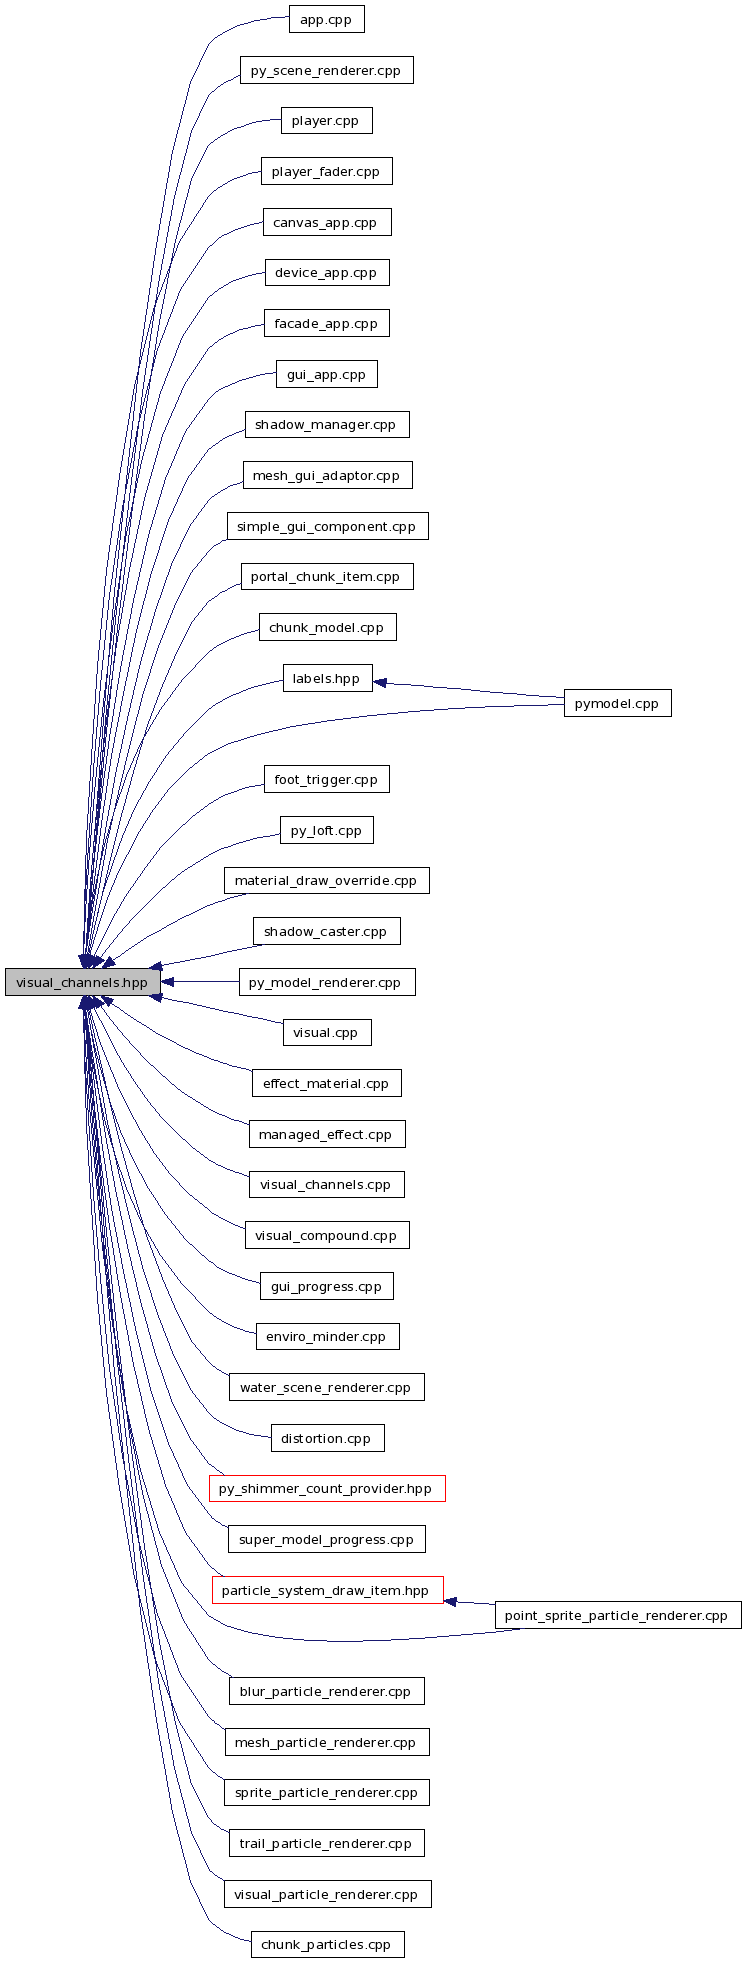 app.cpp
py_scene_renderer.cpp
player.cpp
player_fader.cpp
canvas_app.cpp
device_app.cpp
facade_app.cpp
gui_app.cpp
shadow_manager.cpp
mesh_gui_adaptor.cpp
simple_gui_component.cpp
portal_chunk_item.cpp
chunk_model.cpp
labels.hpp
pymodel.cpp
foot_trigger.cpp
py_loft.cpp
material_draw_override.cpp
shadow_caster.cpp
visual_channels.hpp
py_model_renderer.cpp
visual.cpp
effect_material.cpp
managed_effect.cpp
visual_channels.cpp
visual_compound.cpp
gui_progress.cpp
enviro_minder.cpp
water_scene_renderer.cpp
distortion.cpp
py_shimmer_count_provider.hpp
super_model_progress.cpp
particle_system_draw_item.hpp
point_sprite_particle_renderer.cpp
blur_particle_renderer.cpp
mesh_particle_renderer.cpp
sprite_particle_renderer.cpp
trail_particle_renderer.cpp
visual_particle_renderer.cpp
chunk_particles.cpp